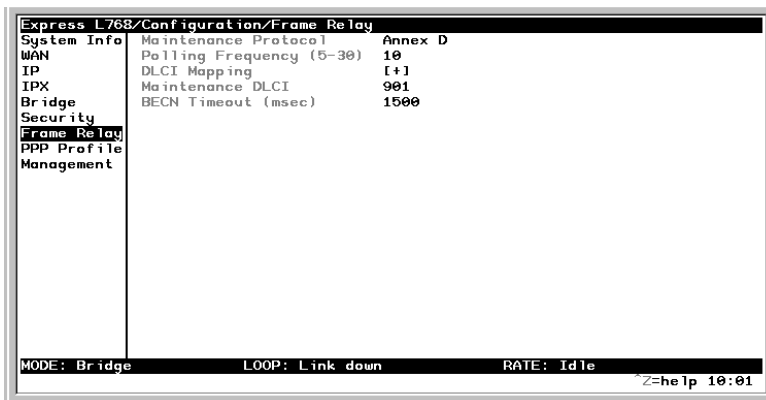 Express L768/Configuration/Frame Relay
System Info Maintenance Protocol Annex D
WAN Polling Frequency (5-30) 10
IP DLCI Mapping [+]
IPX Maintenance DLCI 901
Bridge BECN Timeout (msec) 1500
Security
Frame Relay
PPP Profile
Management
MODE: Bridge LOOP: Link down RATE: Idle
^Z=help 10:01